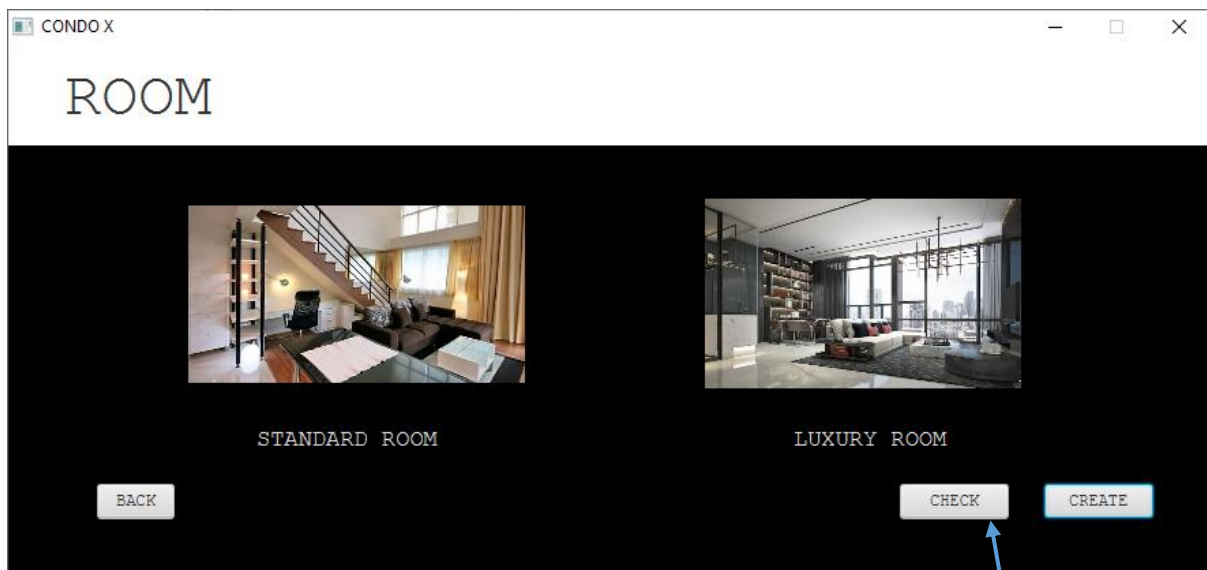 CONDO X
ROOM
STANDARD ROOM
LUXURY ROOM
BACK
CHECK
CREATE